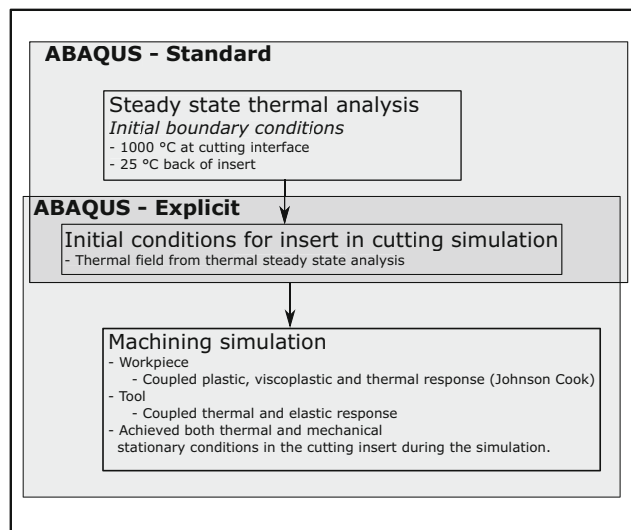 ABAQUS - Standard
Steady state thermal analysis
Initial boundary conditions
- 1000 °C at cutting interface
- 25 °C back of insert
ABAQUS - Explicit
Initial conditions for insert in cutting simulation
- Thermal field from thermal steady state analysis
Machining simulation
- Workpiece
- Coupled plastic, viscoplastic and thermal response (Johnson Cook)
- Tool
- Coupled thermal and elastic response
- Achieved both thermal and mechanical
stationary conditions in the cutting insert during the simulation.